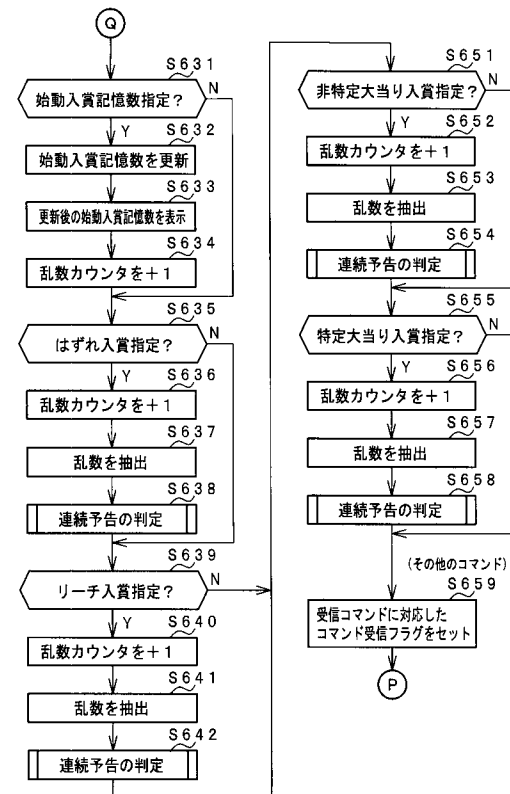 Q
S631
始動入賞記憶数指定？
N
Y
S632
始動入賞記憶数を更新
S633
更新後の始動入賞記憶数を表示
S634
乱数カウンタを＋1
S635
はずれ入賞指定？
N
Y
S636
乱数カウンタを＋1
S637
乱数を抽出
S638
連続予告の判定
S639
リーチ入賞指定？
N
Y
S640
乱数カウンタを＋1
S641
乱数を抽出
S642
連続予告の判定
S651
非特定大当り入賞指定？
N
Y
S652
乱数カウンタを＋1
S653
乱数を抽出
S654
連続予告の判定
S655
特定大当り入賞指定？
N
Y
S656
乱数カウンタを＋1
S657
乱数を抽出
S658
連続予告の判定
(その他のコマンド)
S659
受信コマンドに対応した
コマンド受信フラグをセット
P